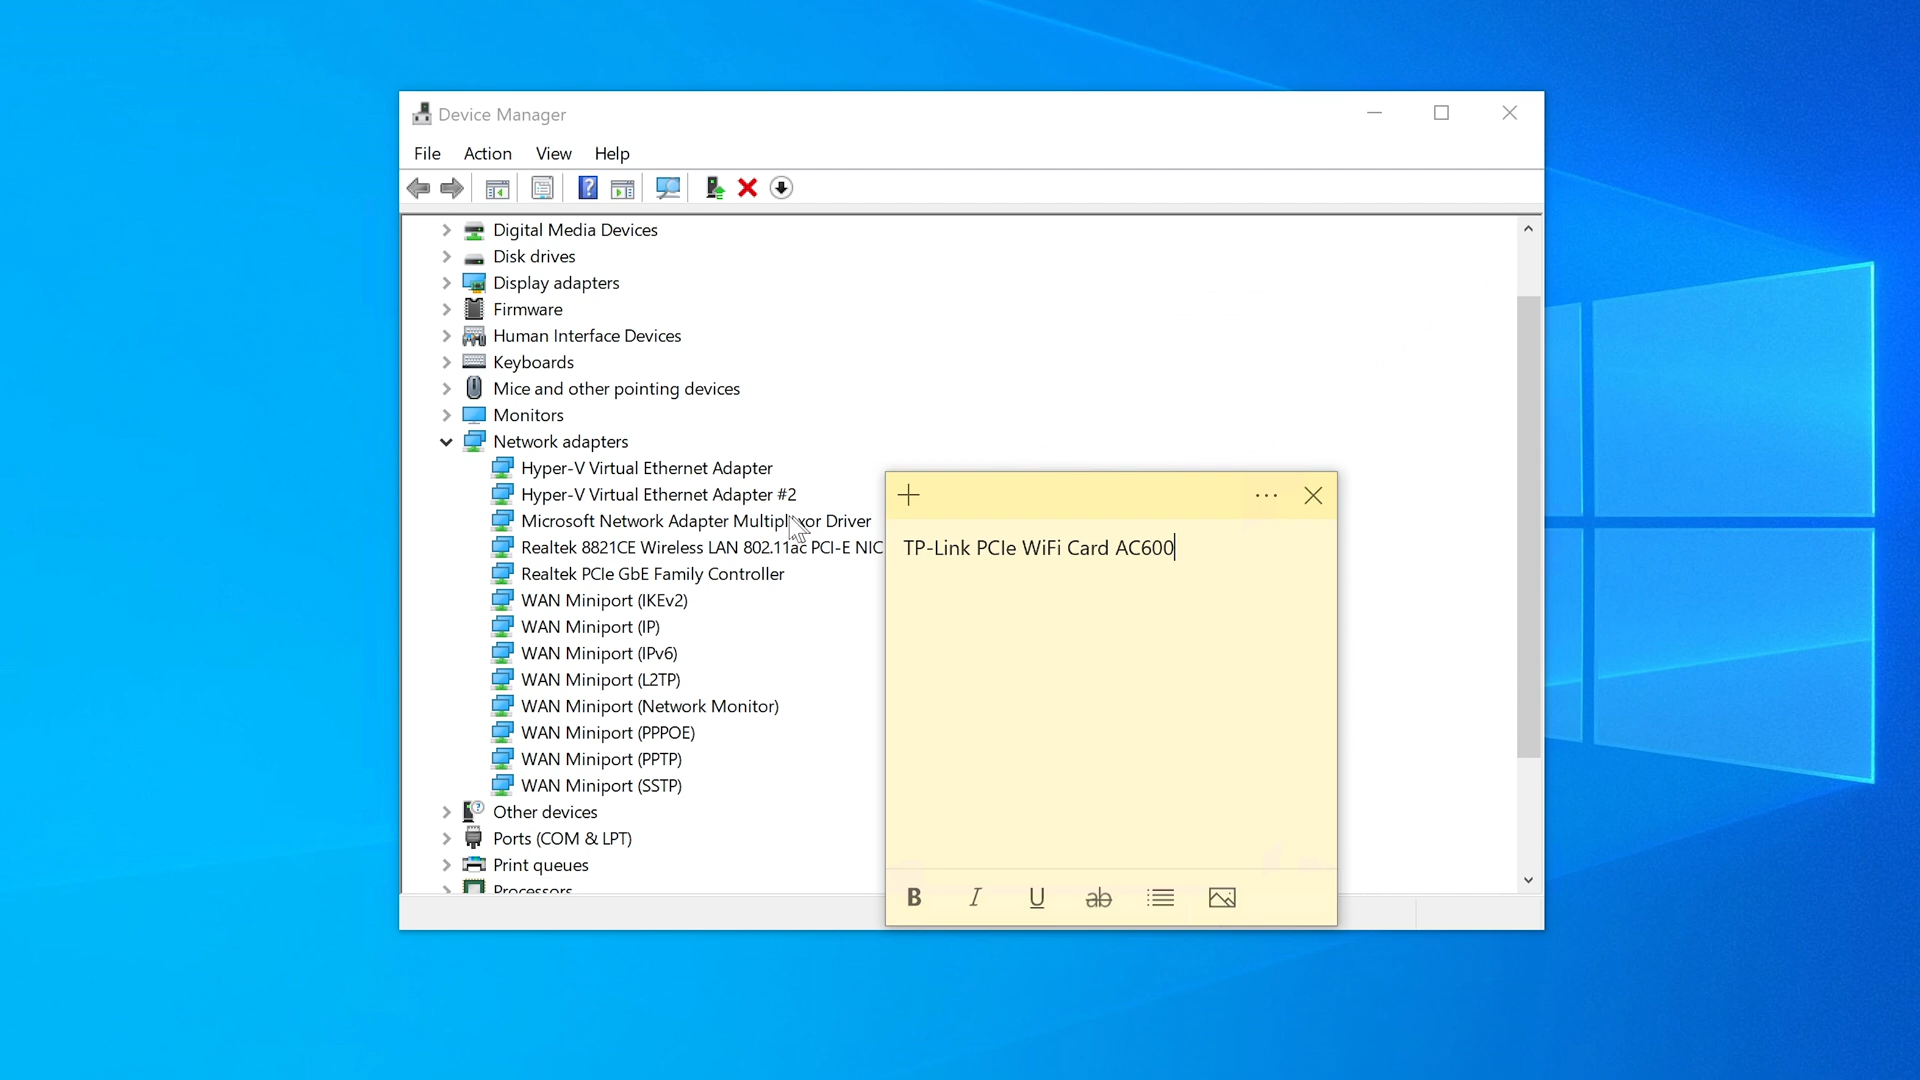 Device Manager
File Action View Help
Digital Media Devices
Disk drives
Display adapters
Firmware
Human Interface Devices
Keyboards
Mice and other pointing devices
Monitors
Network adapters
Hyper-V Virtual Ethernet Adapter
Hyper-V Virtual Ethernet Adapter #2
Microsoft Network Adapter Multiplexor Driver
Realtek 8821CE Wireless LAN 802.11ac PCI-E NIC
Realtek PCIe GbE Family Controller
WAN Miniport (IKEv2)
WAN Miniport (IP)
WAN Miniport (IPv6)
WAN Miniport (L2TP)
WAN Miniport (Network Monitor)
WAN Miniport (PPPOE)
WAN Miniport (PPTP)
WAN Miniport (SSTP)
Other devices
Ports (COM & LPT)
Print queues
Processors
TP-Link PCIe WiFi Card AC600
B I U ab